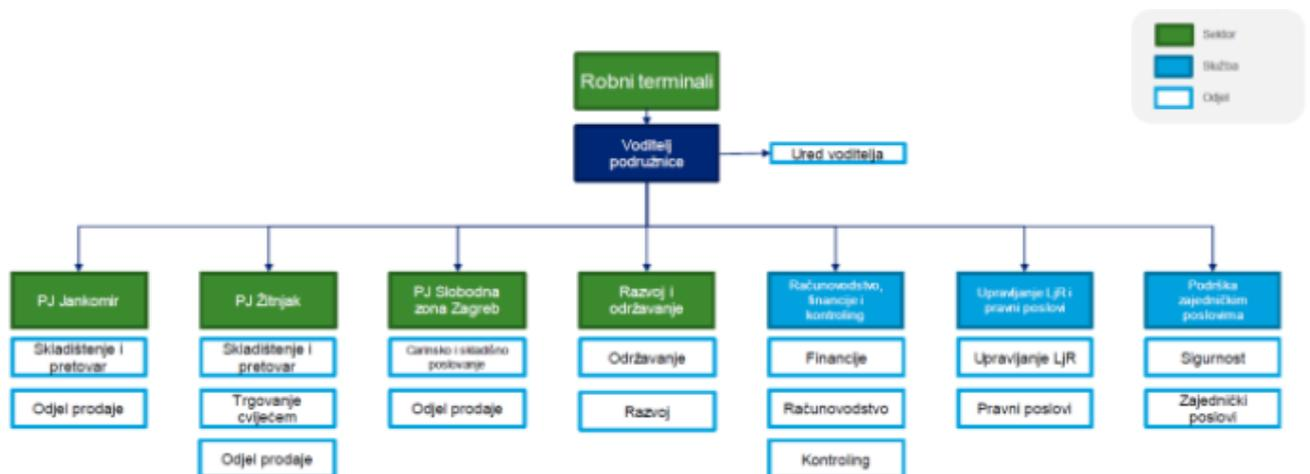 Sektor
Služba
Odjel
Robni terminali
Voditelj
podružnice
Ured voditelja
PJ Jankomir
PJ Žitnjak
PJ Slobodna
zona Zagreb
Razvoj i
održavanje
Računovodstvo,
financije i
kontroling
Upravljanje LjR i
pravni poslovi
Podrška
zajedničkim
poslovima
Skladištenje i
pretovar
Skladištenje i
pretovar
Carinsko i skladišno
poslovanje
Održavanje
Financije
Upravljanje LjR
Sigurnost
Odjel prodaje
Trgovanje
cvijećem
Odjel prodaje
Razvoj
Računovodstvo
Pravni poslovi
Zajednički
poslovi
Odjel prodaje
Kontroling